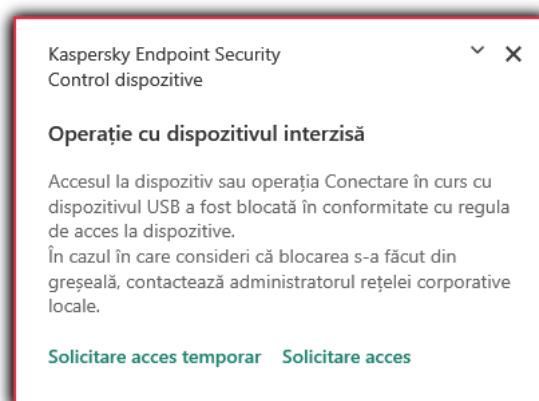 Kaspersky Endpoint Security
Control dispozitive
Operație cu dispozitivul interzisă
Accesul la dispozitiv sau operația Conectare în curs cu
dispozitivul USB a fost blocată în conformitate cu regula
de acces la dispozitive.
În cazul în care consideri că blocarea s-a făcut din
greșeală, contactează administratorul rețelei corporative
locale.
Solicitare acces temporar Solicitare acces